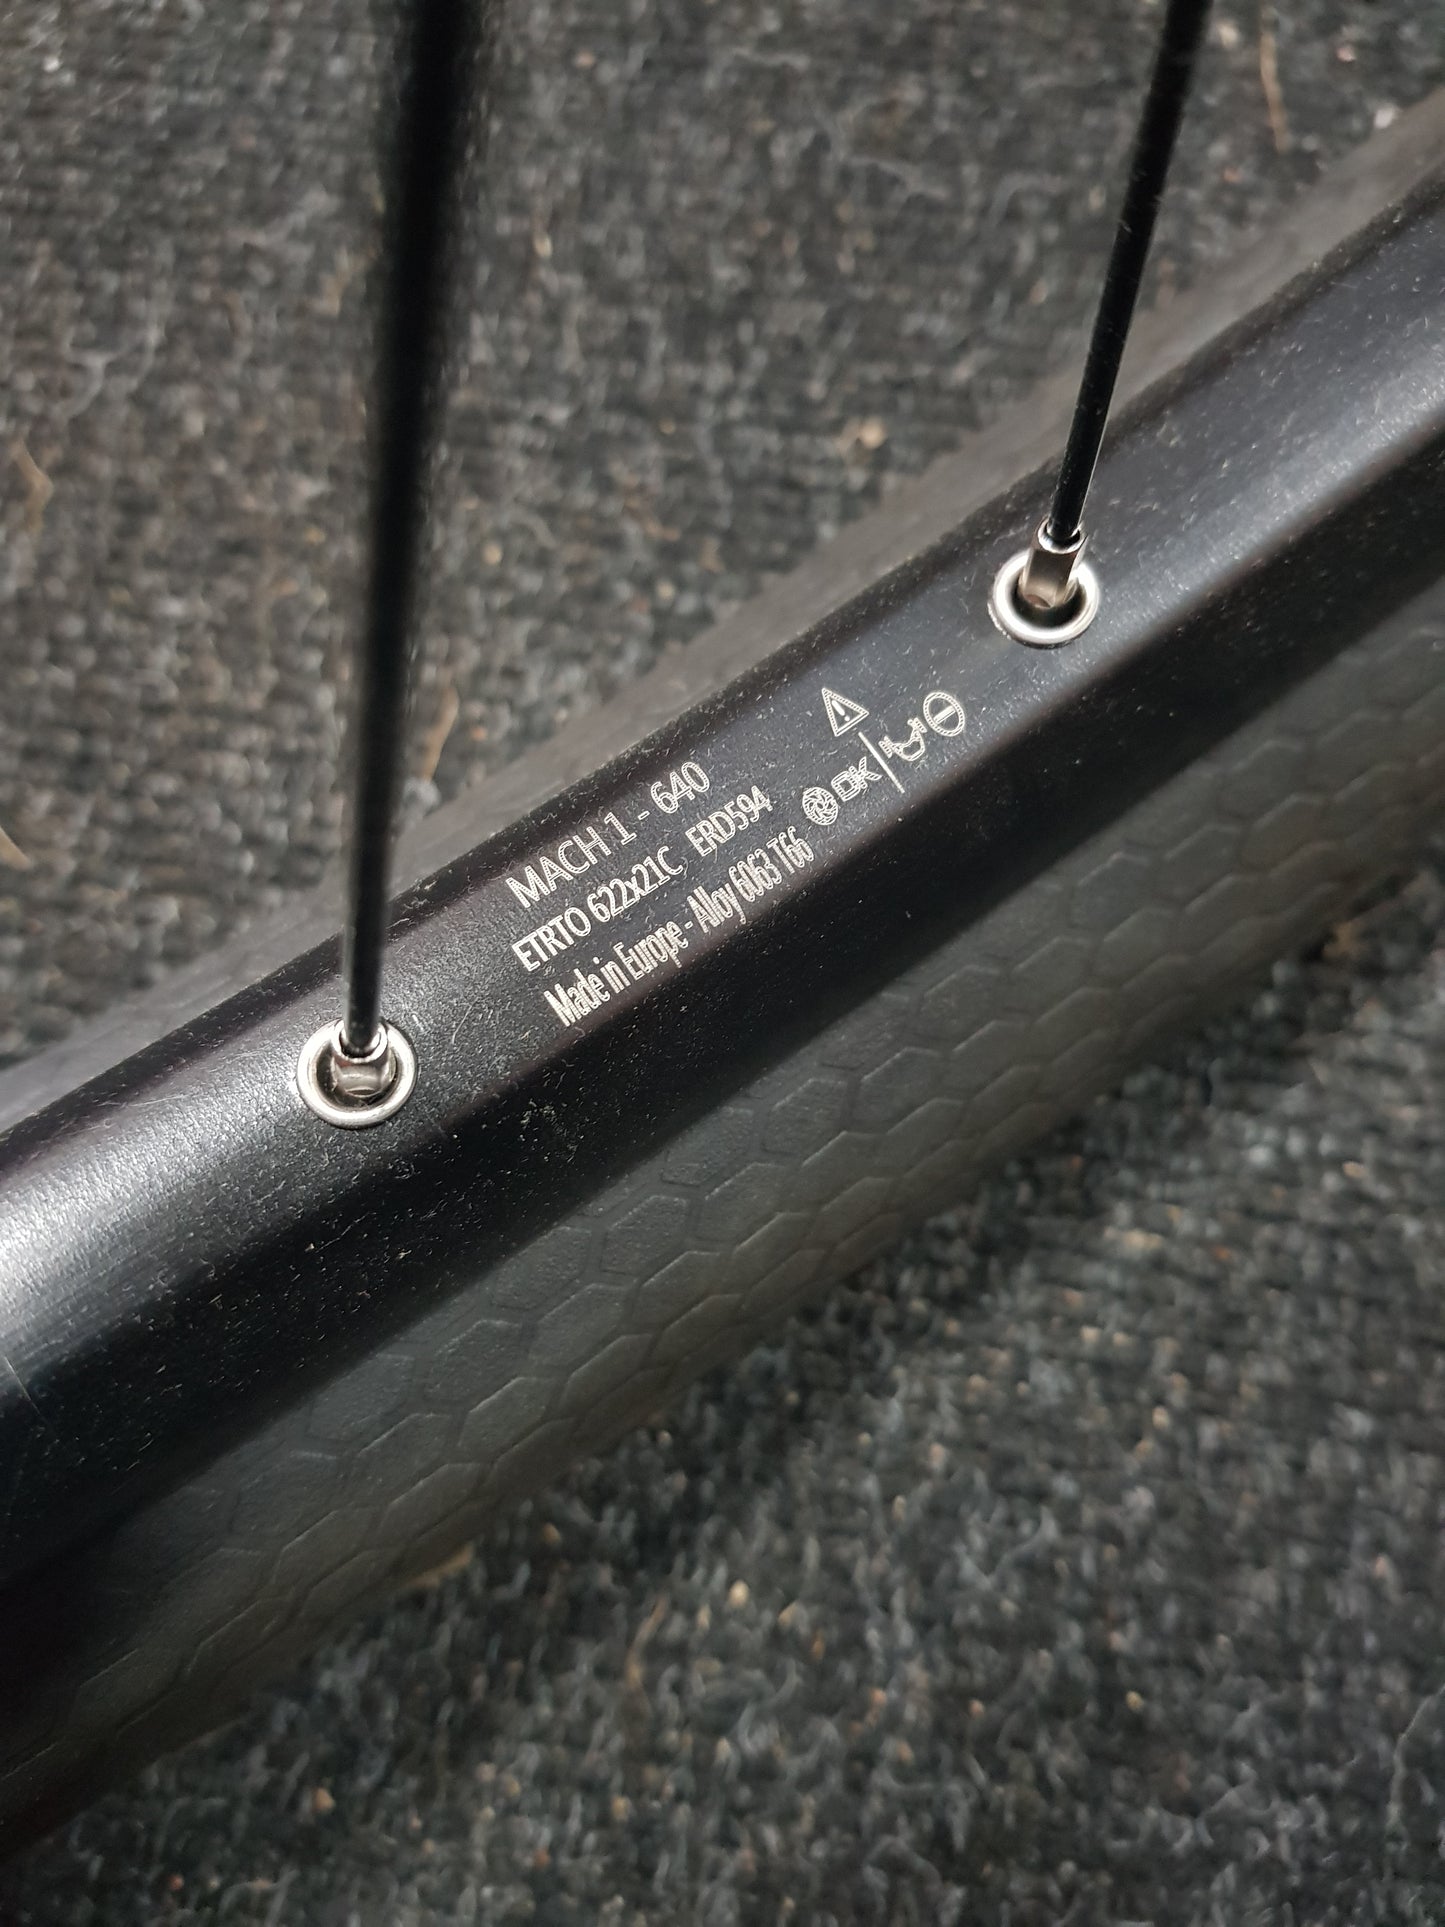 MACH 1 - 640
ETRTO 622x21C ERD594
Made in Europe - Alloy 6063 T66